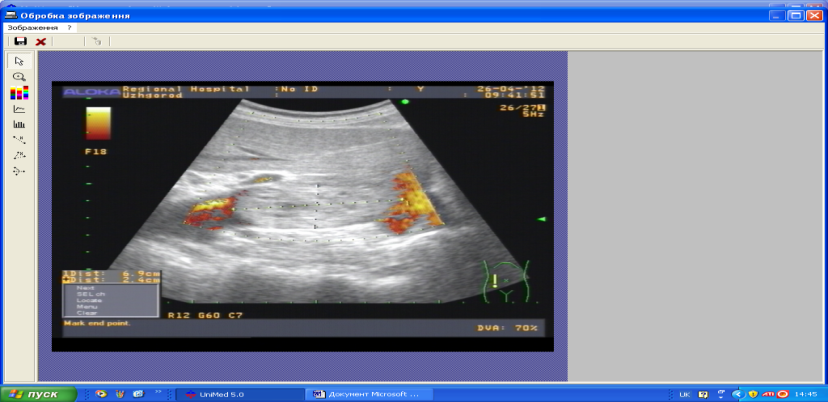 Обробка зображення
Зображення ?
ALOKA Regional Hospital :No ID : Y 26-04-'12
Uzhgorod : 09:41:51
26/27
5Hz
F18
1Dist: 6.9cm
+Dist: 2.4cm
Next
SEL ch
Locate
Menu
Clear
Mark end point.
R12 G60 C7
DVA: 70%
пуск
UniMed 5.0
Документ Microsoft ...
UK
14:45